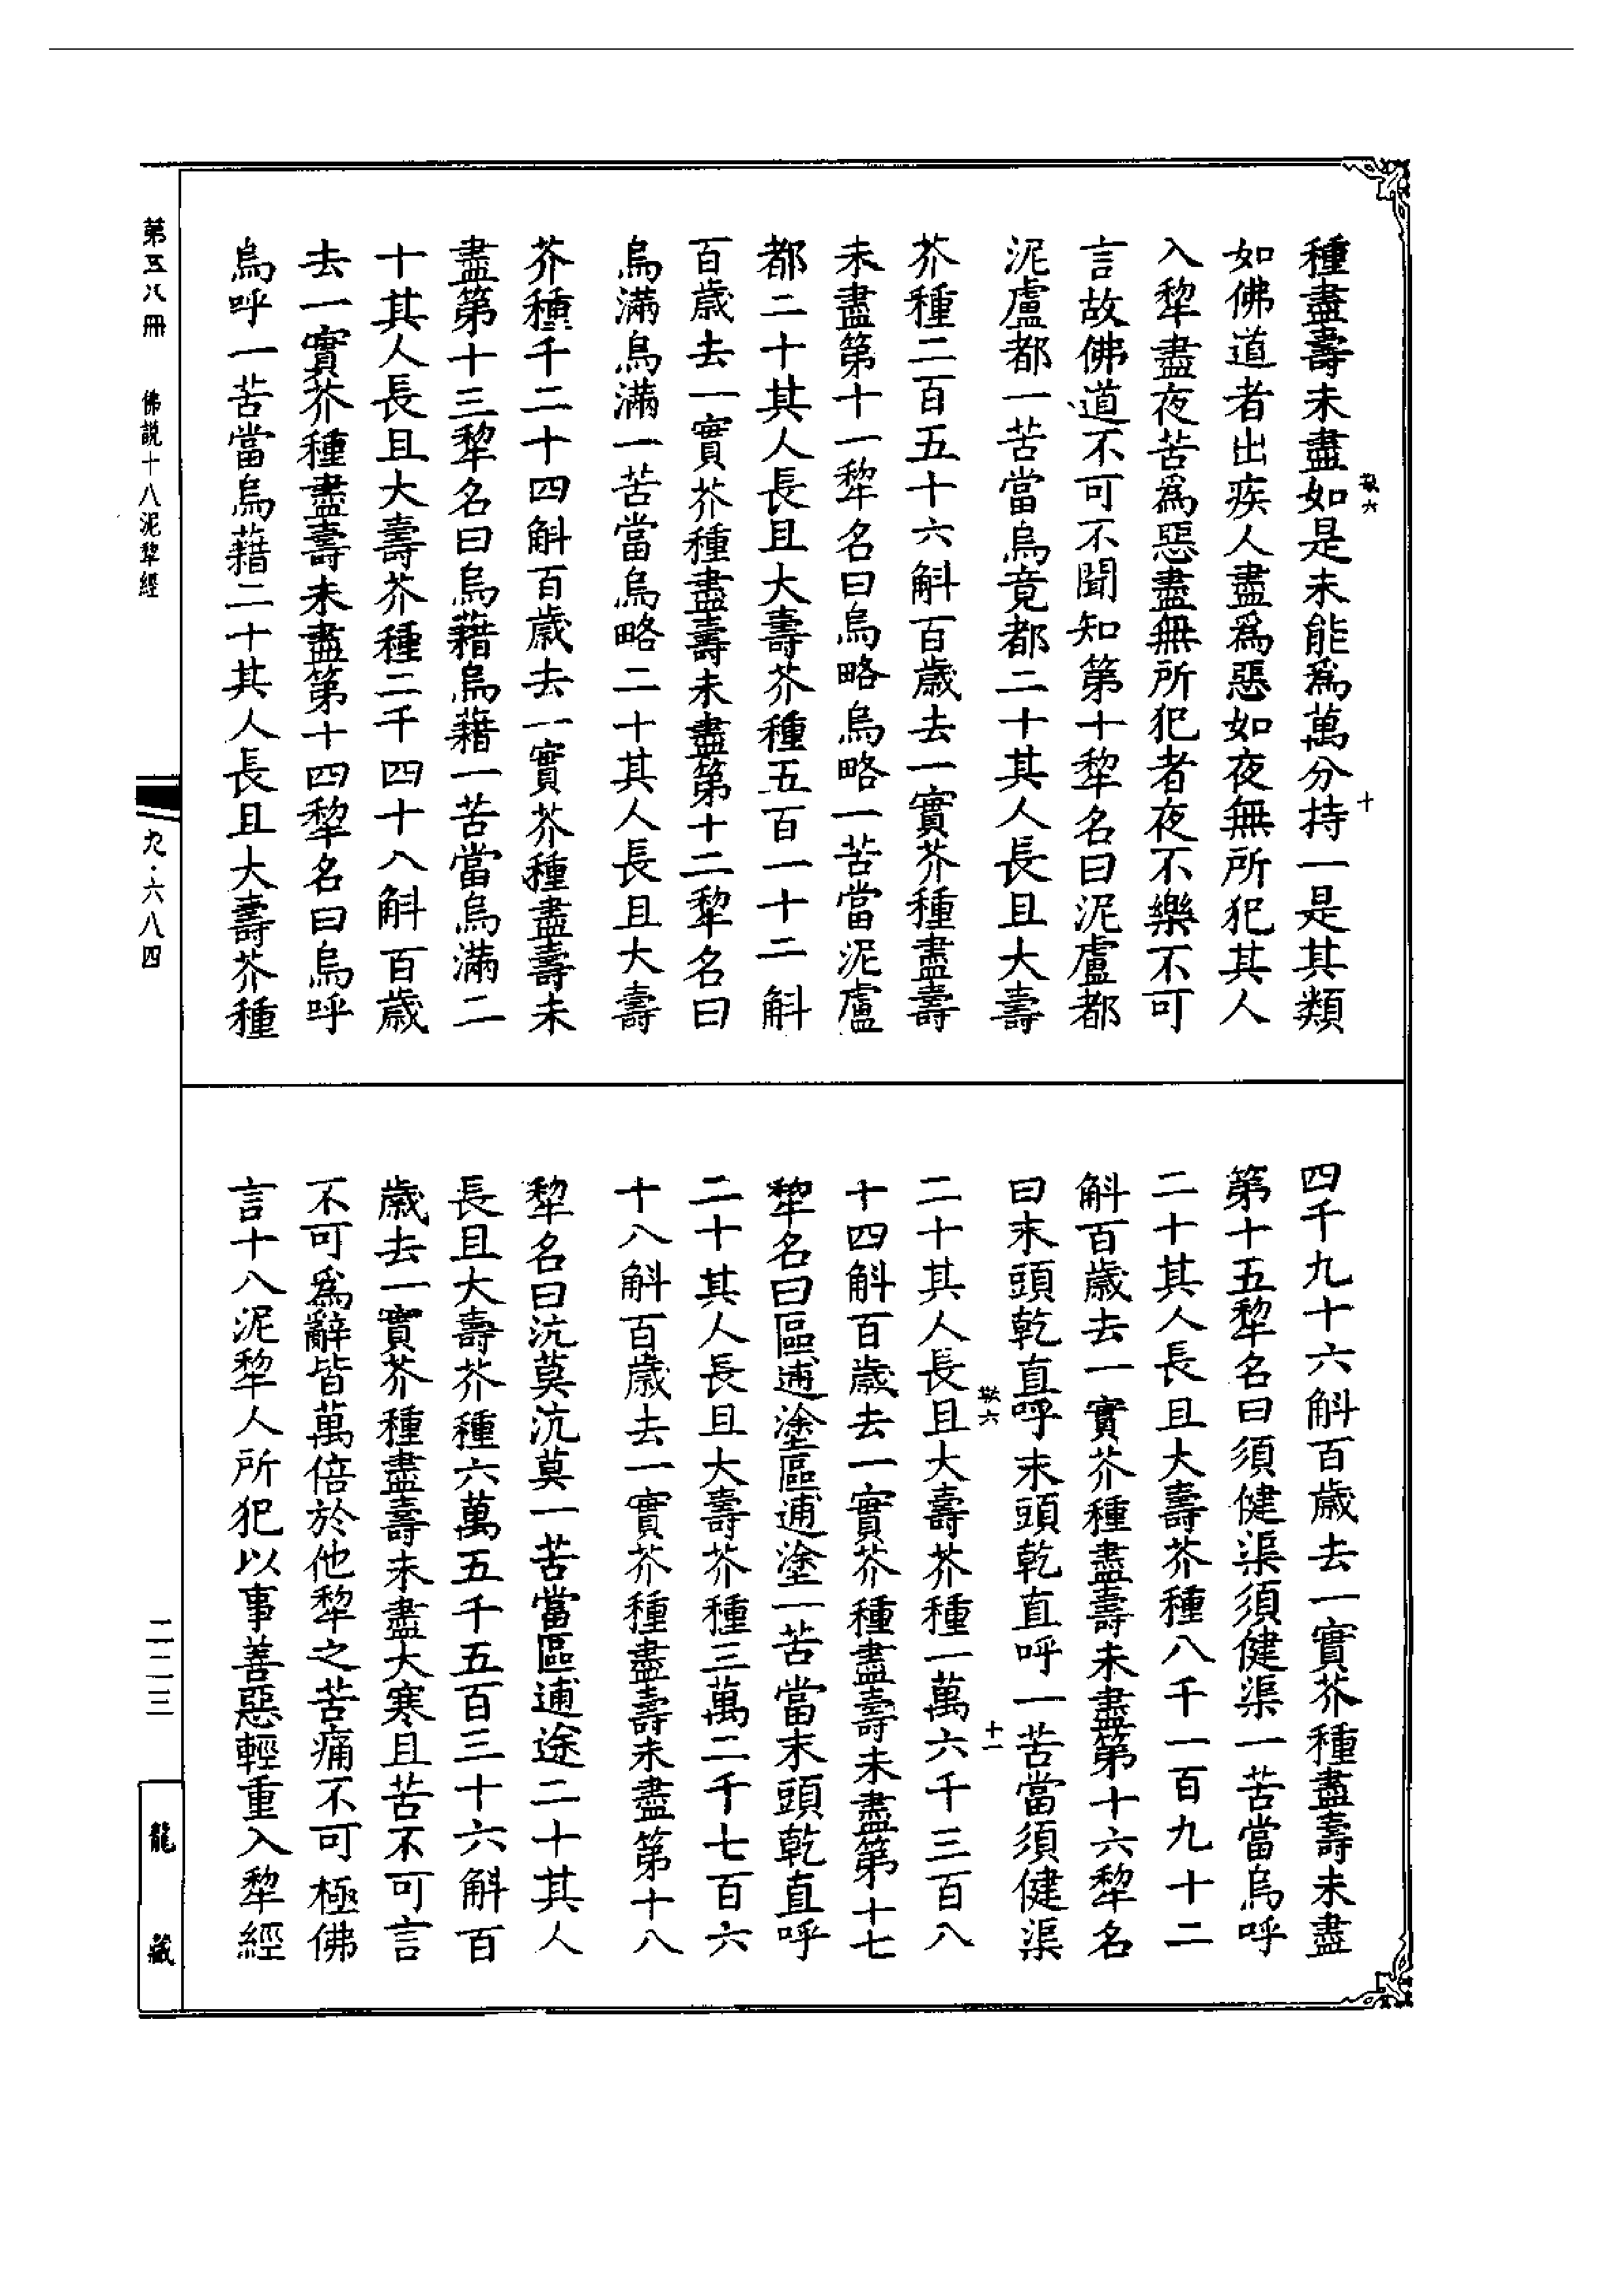 種盡壽未盡如是未能爲萬分持一是其類
如佛道者出疾人盡爲惡如夜無所犯其人
入犂盡夜苦爲惡盡無所犯者夜不樂不可
言故佛道不可不聞知第十犂名曰泥盧都
泥盧都一苦當烏竟都二十其人長且大壽
芥種二百五十六斛百歲去一實芥種盡壽
未盡第十一犂名曰烏略烏略一苦當泥盧
都二十其人長且大壽芥種五百一十二斛
百歲去一實芥種盡壽未盡第十二犂名曰
烏滿烏滿一苦當烏略二十其人長且大壽
芥種千二十四斛百歲去一實芥種盡壽未
盡第十三犂名曰烏藉烏藉一苦當烏滿二
十其人長且大壽芥種二千四十八斛百歲
去一實芥種盡壽未盡第十四犂名曰烏呼
烏呼一苦當烏藉二十其人長且大壽芥種
四千九十六斛百歲去一實芥種盡壽未盡
第十五犂名曰須健渠須健渠一苦當烏呼
二十其人長且大壽芥種八千一百九十二
斛百歲去一實芥種盡壽未盡第十六犂名
曰末頭乾直呼末頭乾直呼一苦當須健渠
二十其人長且大壽芥種一萬六千三百八
十四斛百歲去一實芥種盡壽未盡第十七
犂名曰區逋塗區逋塗一苦當末頭乾直呼
二十其人長且大壽芥種三萬二千七百六
十八斛百歲去一實芥種盡壽未盡第十八
犂名曰沆莫沆莫一苦當區逋途二十其人
長且大壽芥種六萬五千五百三十六斛百
歲去一實芥種盡壽未盡大寒且苦不可言
不可爲辭皆萬倍於他犂之苦痛不可極佛
言十八泥犂人所犯以事善惡輕重入犂經
敬六
十
敬六
十一
第五八冊 佛説十八泥犂經
九·六八四
二二三
龍藏